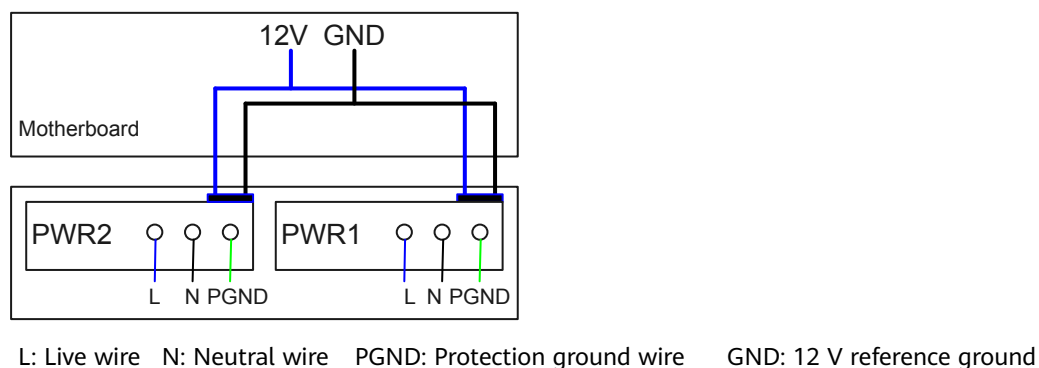 12V GND
Motherboard
PWR2 PWR1
L N PGND L N PGND
L: Live wire N: Neutral wire PGND: Protection ground wire GND: 12 V reference ground